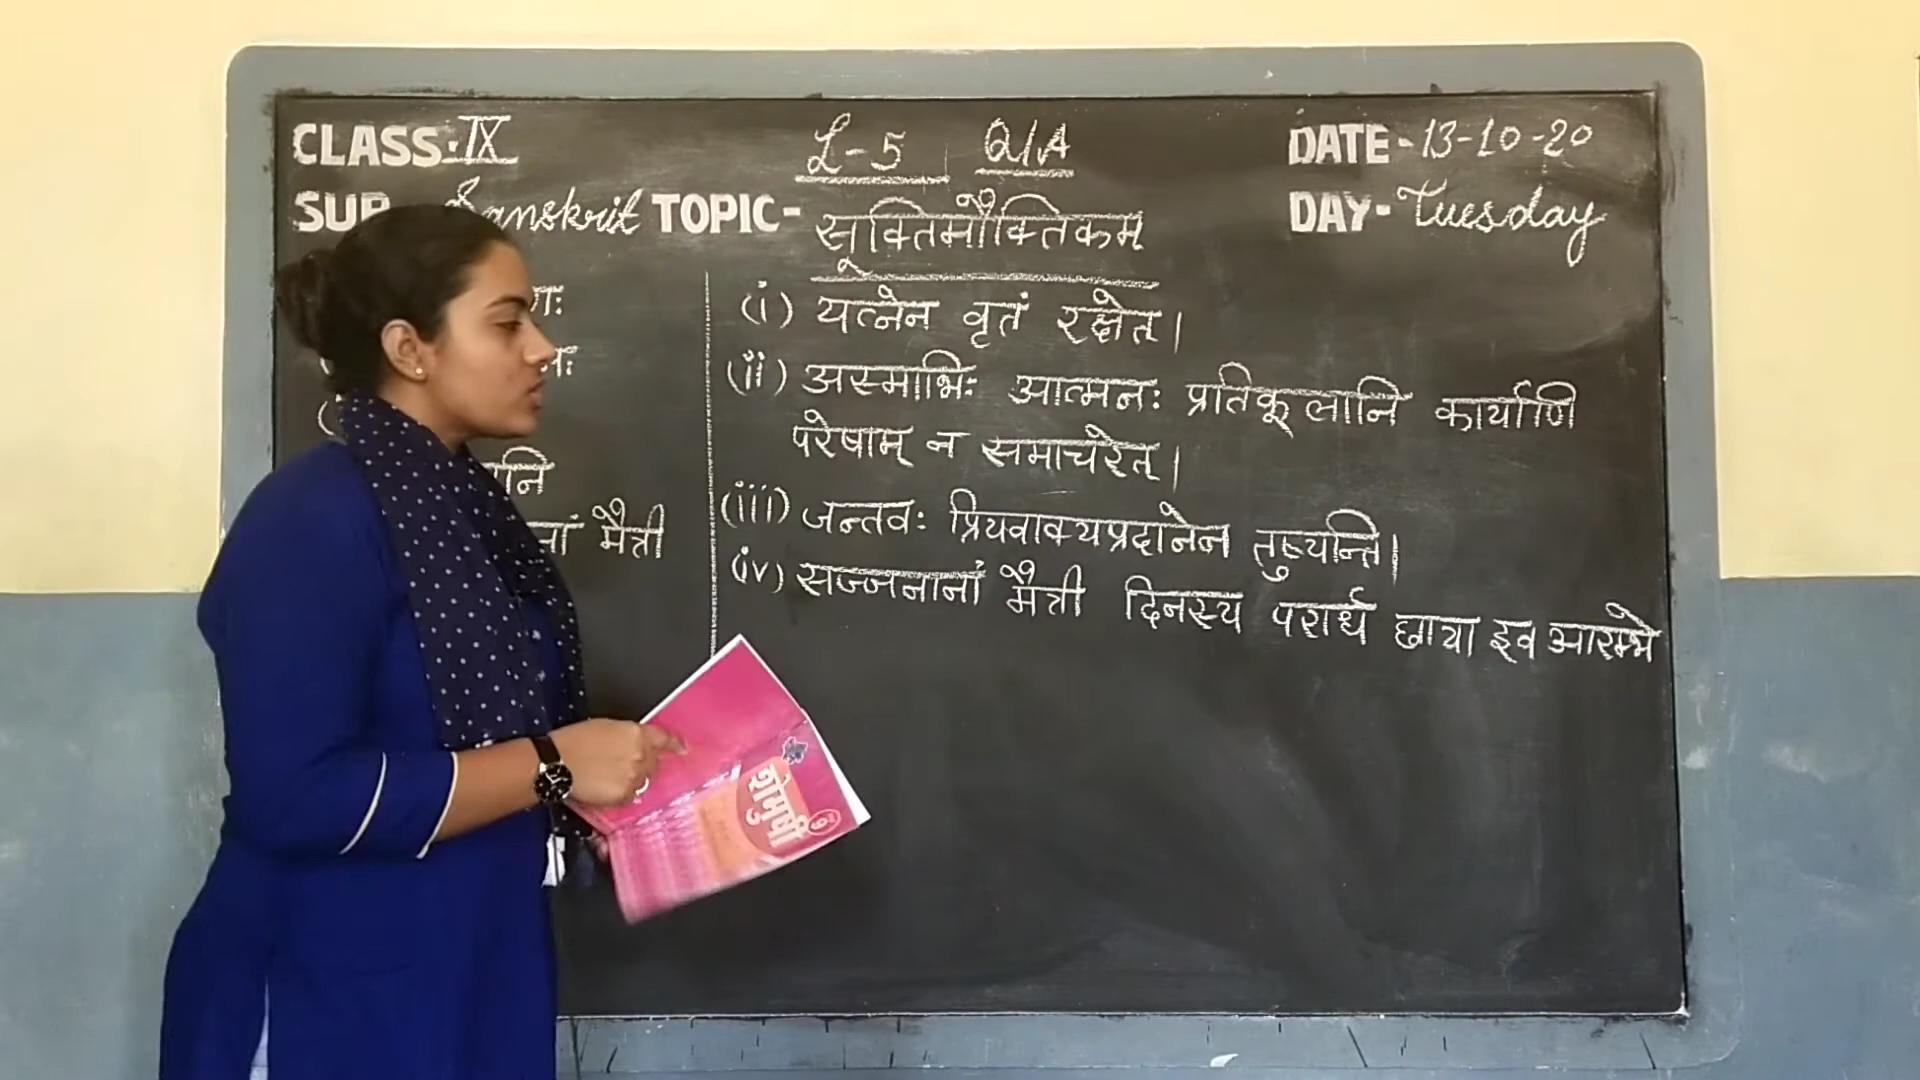 CLASS-IX
L-5 Q/A
DATE-13-10-20
SUB Sanskrit TOPIC-
सूक्तिमौक्तिकम्
DAY-Tuesday
मैत्री
(i) यत्नेन वृतं रक्षेत्।
(ii) अस्माभिः आत्मनः प्रतिकूलानि कार्याणि
परेषाम् न समाचरेत्।
(iii) जन्तवः प्रियवाक्यप्रदानेन तुष्यन्ति।
(iv) सज्जनानां मैत्री दिनस्य परार्ध छाया इव आरम्भे
शेमुषी
9